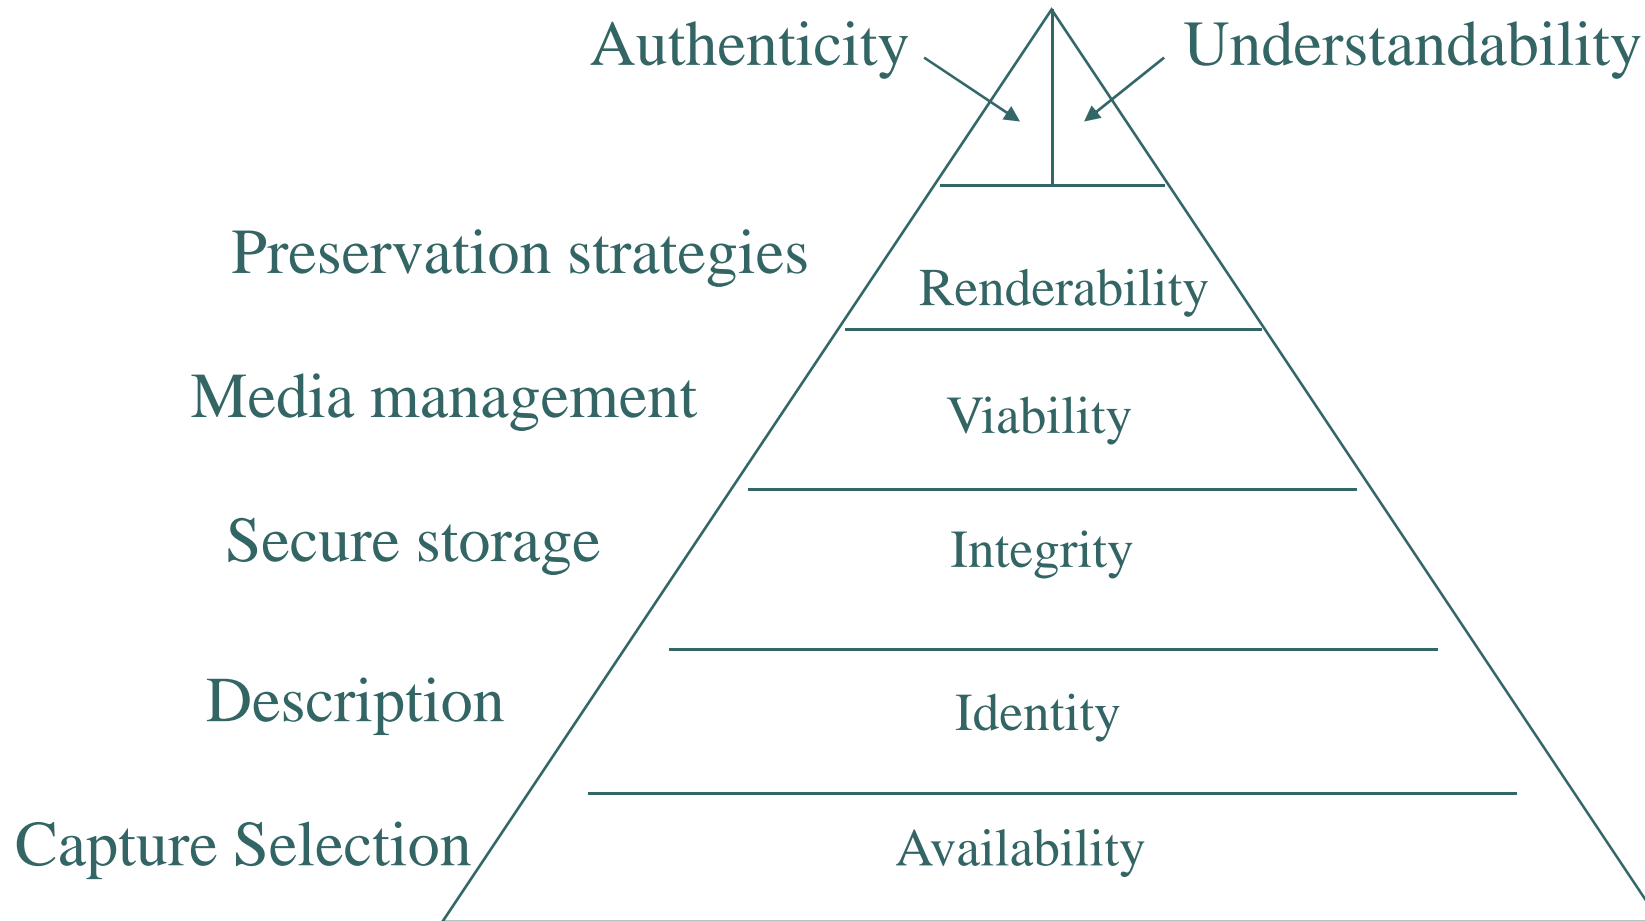 Authenticity
Understandability
Preservation strategies
Renderability
Media management
Viability
Secure storage
Integrity
Description
Identity
Capture Selection
Availability